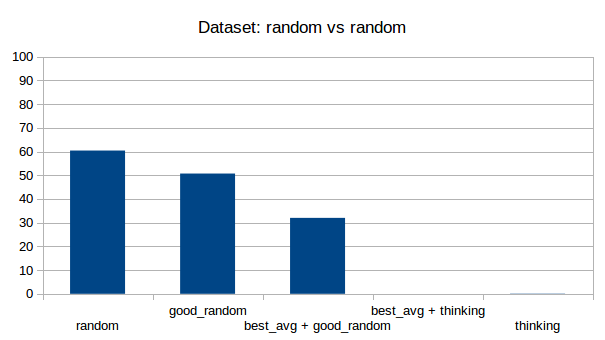 Dataset: random vs random
100
90
80
70
60
50
40
30
20
10
0
good_random
best_avg + thinking
random
best_avg + good_random
thinking